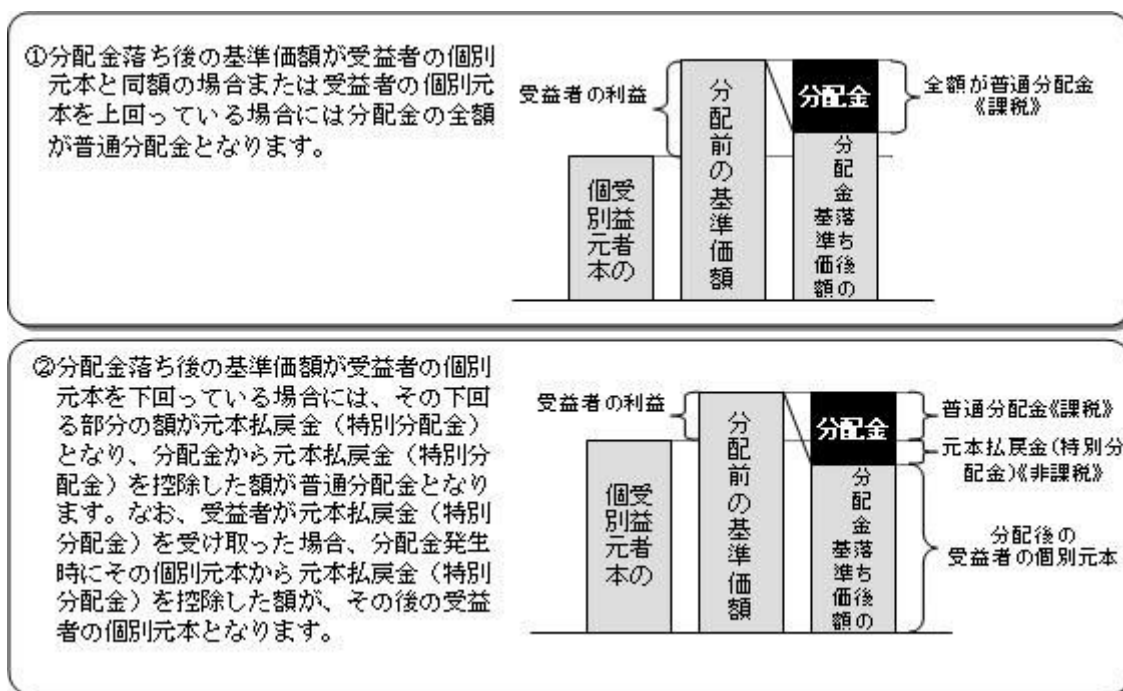 ①分配金落ち後の基準価額が受益者の個別
元本と同額の場合または受益者の個別元
本を上回っている場合には分配金の全額
が普通分配金となります。
受益者の利益
受益者の
個別元本
分配前の基準価額
分配金
分配金落ち後の
基準価額
全額が普通分配金
《課税》
②分配金落ち後の基準価額が受益者の個別
元本を下回っている場合には、その下回
る部分の額が元本払戻金（特別分配金）
となり、分配金から元本払戻金（特別分
配金）を控除した額が普通分配金となり
ます。なお、受益者が元本払戻金（特別
分配金）を受け取った場合、分配金発生
時にその個別元本から元本払戻金（特別
分配金）を控除した額が、その後の受益
者の個別元本となります。
受益者の利益
受益者の
個別元本
分配前の基準価額
分配金
分配金落ち後の
基準価額
普通分配金《課税》
元本払戻金(特別分
配金)《非課税》
分配後の
受益者の個別元本